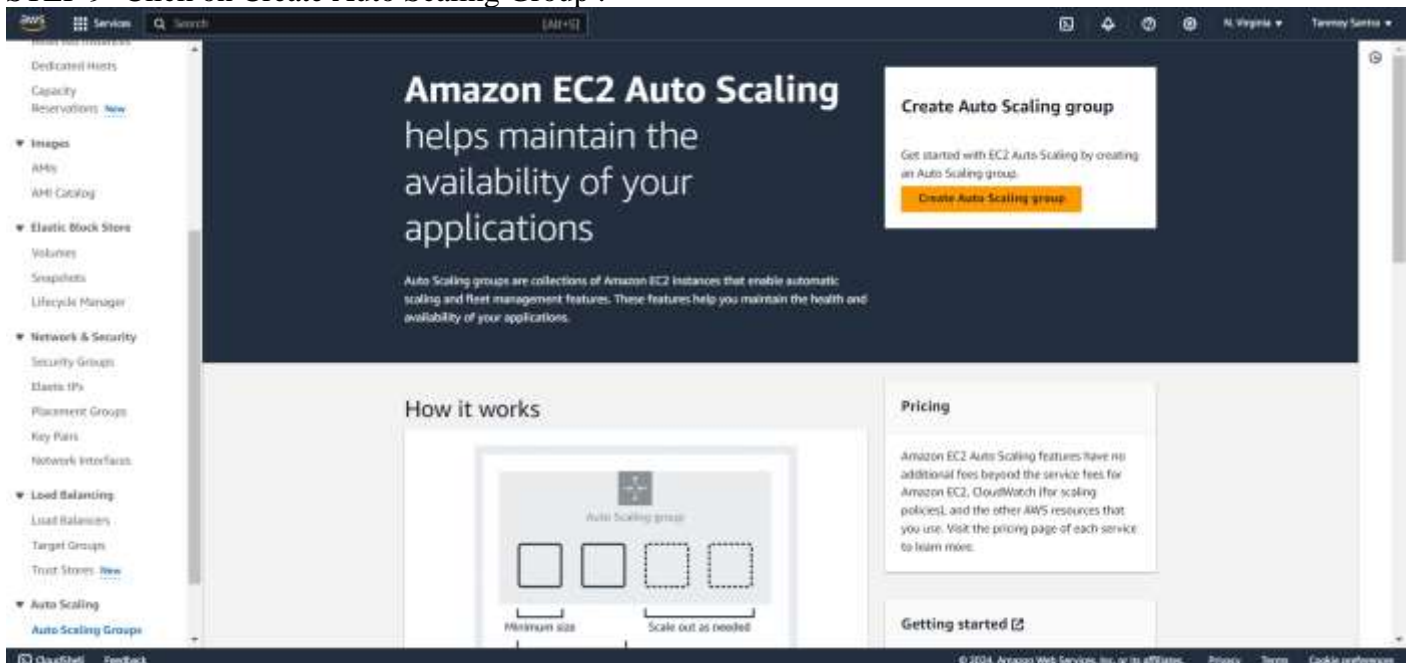 STEP 9- Click on Create Auto Scaling Group .
aws
Services
Search
[Alt+S]
N. Virginia
Tanmoy Santra
Dedicated Hosts
Capacity
Reservations New
Images
AMIs
AMI Catalog
Elastic Block Store
Volumes
Snapshots
Lifecycle Manager
Network & Security
Security Groups
Elastic IPs
Placement Groups
Key Pairs
Network Interfaces
Load Balancing
Load Balancers
Target Groups
Trust Stores New
Auto Scaling
Auto Scaling Groups
Amazon EC2 Auto Scaling
helps maintain the
availability of your
applications
Auto Scaling groups are collections of Amazon EC2 instances that enable automatic
scaling and fleet management features. These features help you maintain the health and
availability of your applications.
Create Auto Scaling group
Get started with EC2 Auto Scaling by creating
an Auto Scaling group.
Create Auto Scaling group
How it works
Auto Scaling group
Minimum size
Scale out as needed
Pricing
Amazon EC2 Auto Scaling features have no
additional fees beyond the service fees for
Amazon EC2, CloudWatch (for scaling
policies), and the other AWS resources that
you use. Visit the pricing page of each service
to learn more.
Getting started
CloudShell
Feedback
© 2024, Amazon Web Services, Inc. or its affiliates.
Privacy
Terms
Cookie preferences